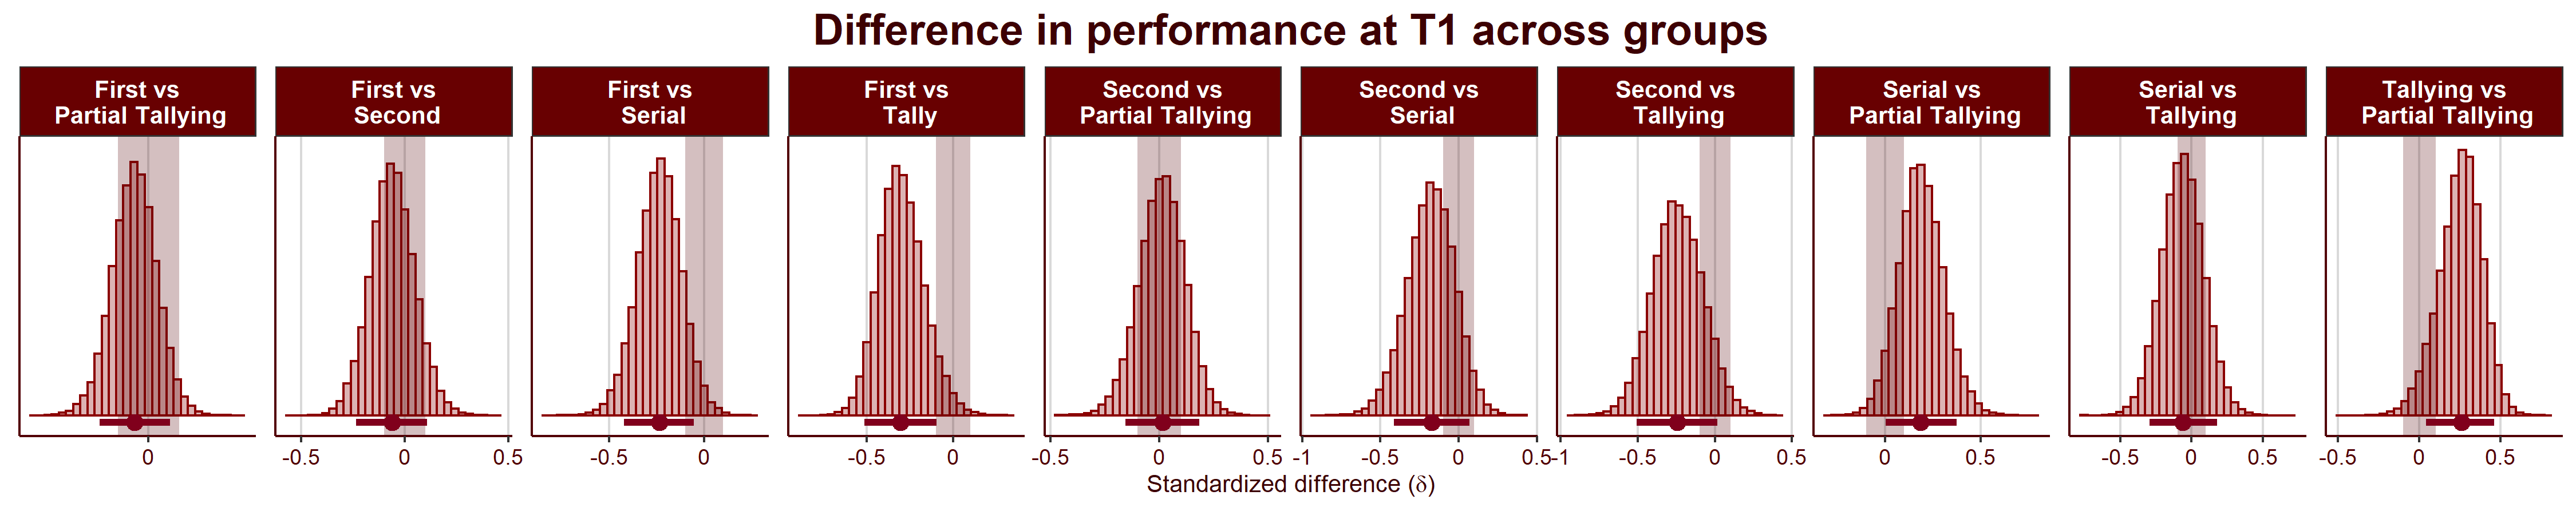 Difference in performance at T1 across groups
First vs
Partial Tallying
First vs
Second
First vs
Serial
First vs
Tally
Second vs
Partial Tallying
Second vs
Serial
Second vs
Tallying
Serial vs
Partial Tallying
Serial vs
Tallying
Tallying vs
Partial Tallying
0
-0.5 0 0.5
-0.5 0
-0.5 0
-0.5 0 0.5
-1 -0.5 0 0.5
-1 -0.5 0 0.5
0 0.5
-0.5 0 0.5
-0.5 0 0.5
Standardized difference (δ)